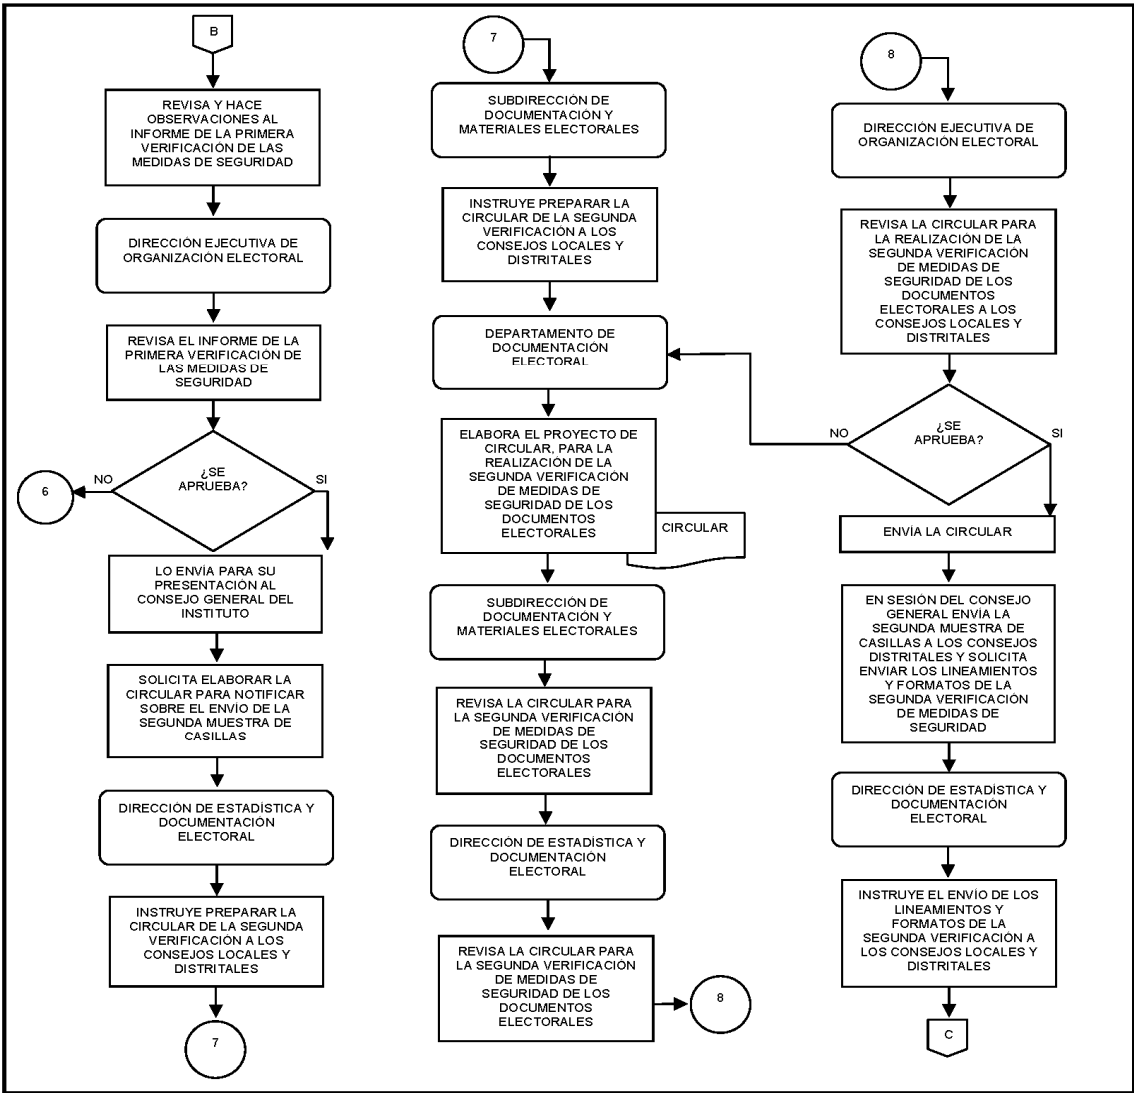 B
REVISA Y HACE
OBSERVACIONES AL
INFORME DE LA PRIMERA
VERIFICACIÓN DE LAS
MEDIDAS DE SEGURIDAD
DIRECCIÓN EJECUTIVA DE
ORGANIZACIÓN ELECTORAL
REVISA EL INFORME DE LA
PRIMERA VERIFICACIÓN DE
LAS MEDIDAS DE
SEGURIDAD
¿SE
APRUEBA?
NO
SI
6
LO ENVÍA PARA SU
PRESENTACIÓN AL
CONSEJO GENERAL DEL
INSTITUTO
SOLICITA ELABORAR LA
CIRCULAR PARA NOTIFICAR
SOBRE EL ENVÍO DE LA
SEGUNDA MUESTRA DE
CASILLAS
DIRECCIÓN DE ESTADÍSTICA Y
DOCUMENTACIÓN
ELECTORAL
INSTRUYE PREPARAR LA
CIRCULAR DE LA SEGUNDA
VERIFICACIÓN A LOS
CONSEJOS LOCALES Y
DISTRITALES
7
7
SUBDIRECCIÓN DE
DOCUMENTACIÓN Y
MATERIALES ELECTORALES
INSTRUYE PREPARAR LA
CIRCULAR DE LA SEGUNDA
VERIFICACIÓN A LOS
CONSEJOS LOCALES Y
DISTRITALES
DEPARTAMENTO DE
DOCUMENTACIÓN
ELECTORAL
ELABORA EL PROYECTO DE
CIRCULAR, PARA LA
REALIZACIÓN DE LA
SEGUNDA VERIFICACIÓN
DE MEDIDAS DE
SEGURIDAD DE LOS
DOCUMENTOS
ELECTORALES
CIRCULAR
SUBDIRECCIÓN DE
DOCUMENTACIÓN Y
MATERIALES ELECTORALES
REVISA LA CIRCULAR PARA
LA SEGUNDA VERIFICACIÓN
DE MEDIDAS DE
SEGURIDAD DE LOS
DOCUMENTOS
ELECTORALES
DIRECCIÓN DE ESTADÍSTICA Y
DOCUMENTACIÓN
ELECTORAL
REVISA LA CIRCULAR PARA
LA SEGUNDA VERIFICACIÓN
DE MEDIDAS DE
SEGURIDAD DE LOS
DOCUMENTOS
ELECTORALES
8
8
DIRECCIÓN EJECUTIVA DE
ORGANIZACIÓN ELECTORAL
REVISA LA CIRCULAR PARA
LA REALIZACIÓN DE LA
SEGUNDA VERIFICACIÓN
DE MEDIDAS DE
SEGURIDAD DE LOS
DOCUMENTOS
ELECTORALES A LOS
CONSEJOS LOCALES Y
DISTRITALES
¿SE
APRUEBA?
NO
SI
ENVÍA LA CIRCULAR
EN SESIÓN DEL CONSEJO
GENERAL ENVÍA LA
SEGUNDA MUESTRA DE
CASILLAS A LOS CONSEJOS
DISTRITALES Y SOLICITA
ENVIAR LOS LINEAMIENTOS
Y FORMATOS DE LA
SEGUNDA VERIFICACIÓN
DE MEDIDAS DE
SEGURIDAD
DIRECCIÓN DE ESTADÍSTICA Y
DOCUMENTACIÓN
ELECTORAL
INSTRUYE EL ENVÍO DE LOS
LINEAMIENTOS Y
FORMATOS DE LA
SEGUNDA VERIFICACIÓN A
LOS CONSEJOS LOCALES Y
DISTRITALES
C